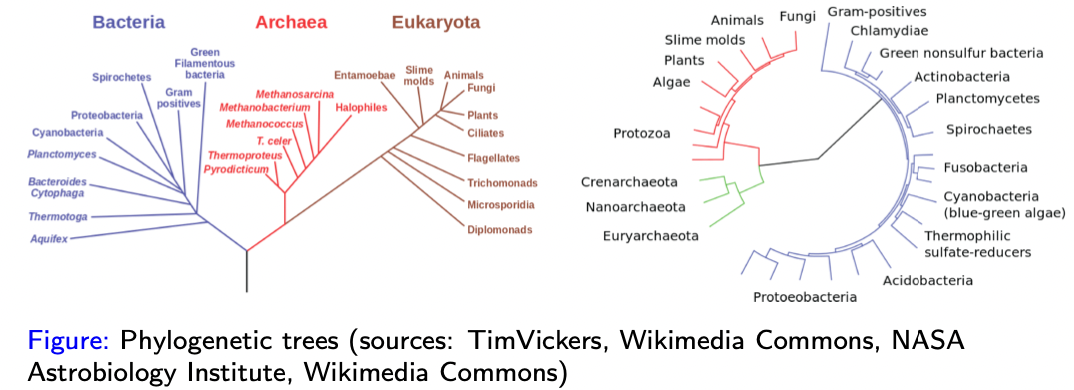 Bacteria
Archaea
Eukaryota
Green
Filamentous
bacteria
Spirochetes
Gram
positives
Proteobacteria
Cyanobacteria
Planctomyces
Bacteroides
Cytophaga
Thermotoga
Aquifex
Methanosarcina
Methanobacterium
Halophiles
Methanococcus
T. celer
Thermoproteus
Pyrodicticum
Entamoebae
Slime
molds
Animals
Fungi
Plants
Ciliates
Flagellates
Trichomonads
Microsporidia
Diplomonads
Animals
Fungi
Gram-positives
Slime molds
Chlamydiae
Plants
Green nonsulfur bacteria
Algae
Actinobacteria
Planctomycetes
Protozoa
Spirochaetes
Fusobacteria
Crenarchaeota
Cyanobacteria
(blue-green algae)
Nanoarchaeota
Euryarchaeota
Thermophilic
sulfate-reducers
Acidobacteria
Protoeobacteria
Figure: Phylogenetic trees (sources: TimVickers, Wikimedia Commons, NASA
Astrobiology Institute, Wikimedia Commons)